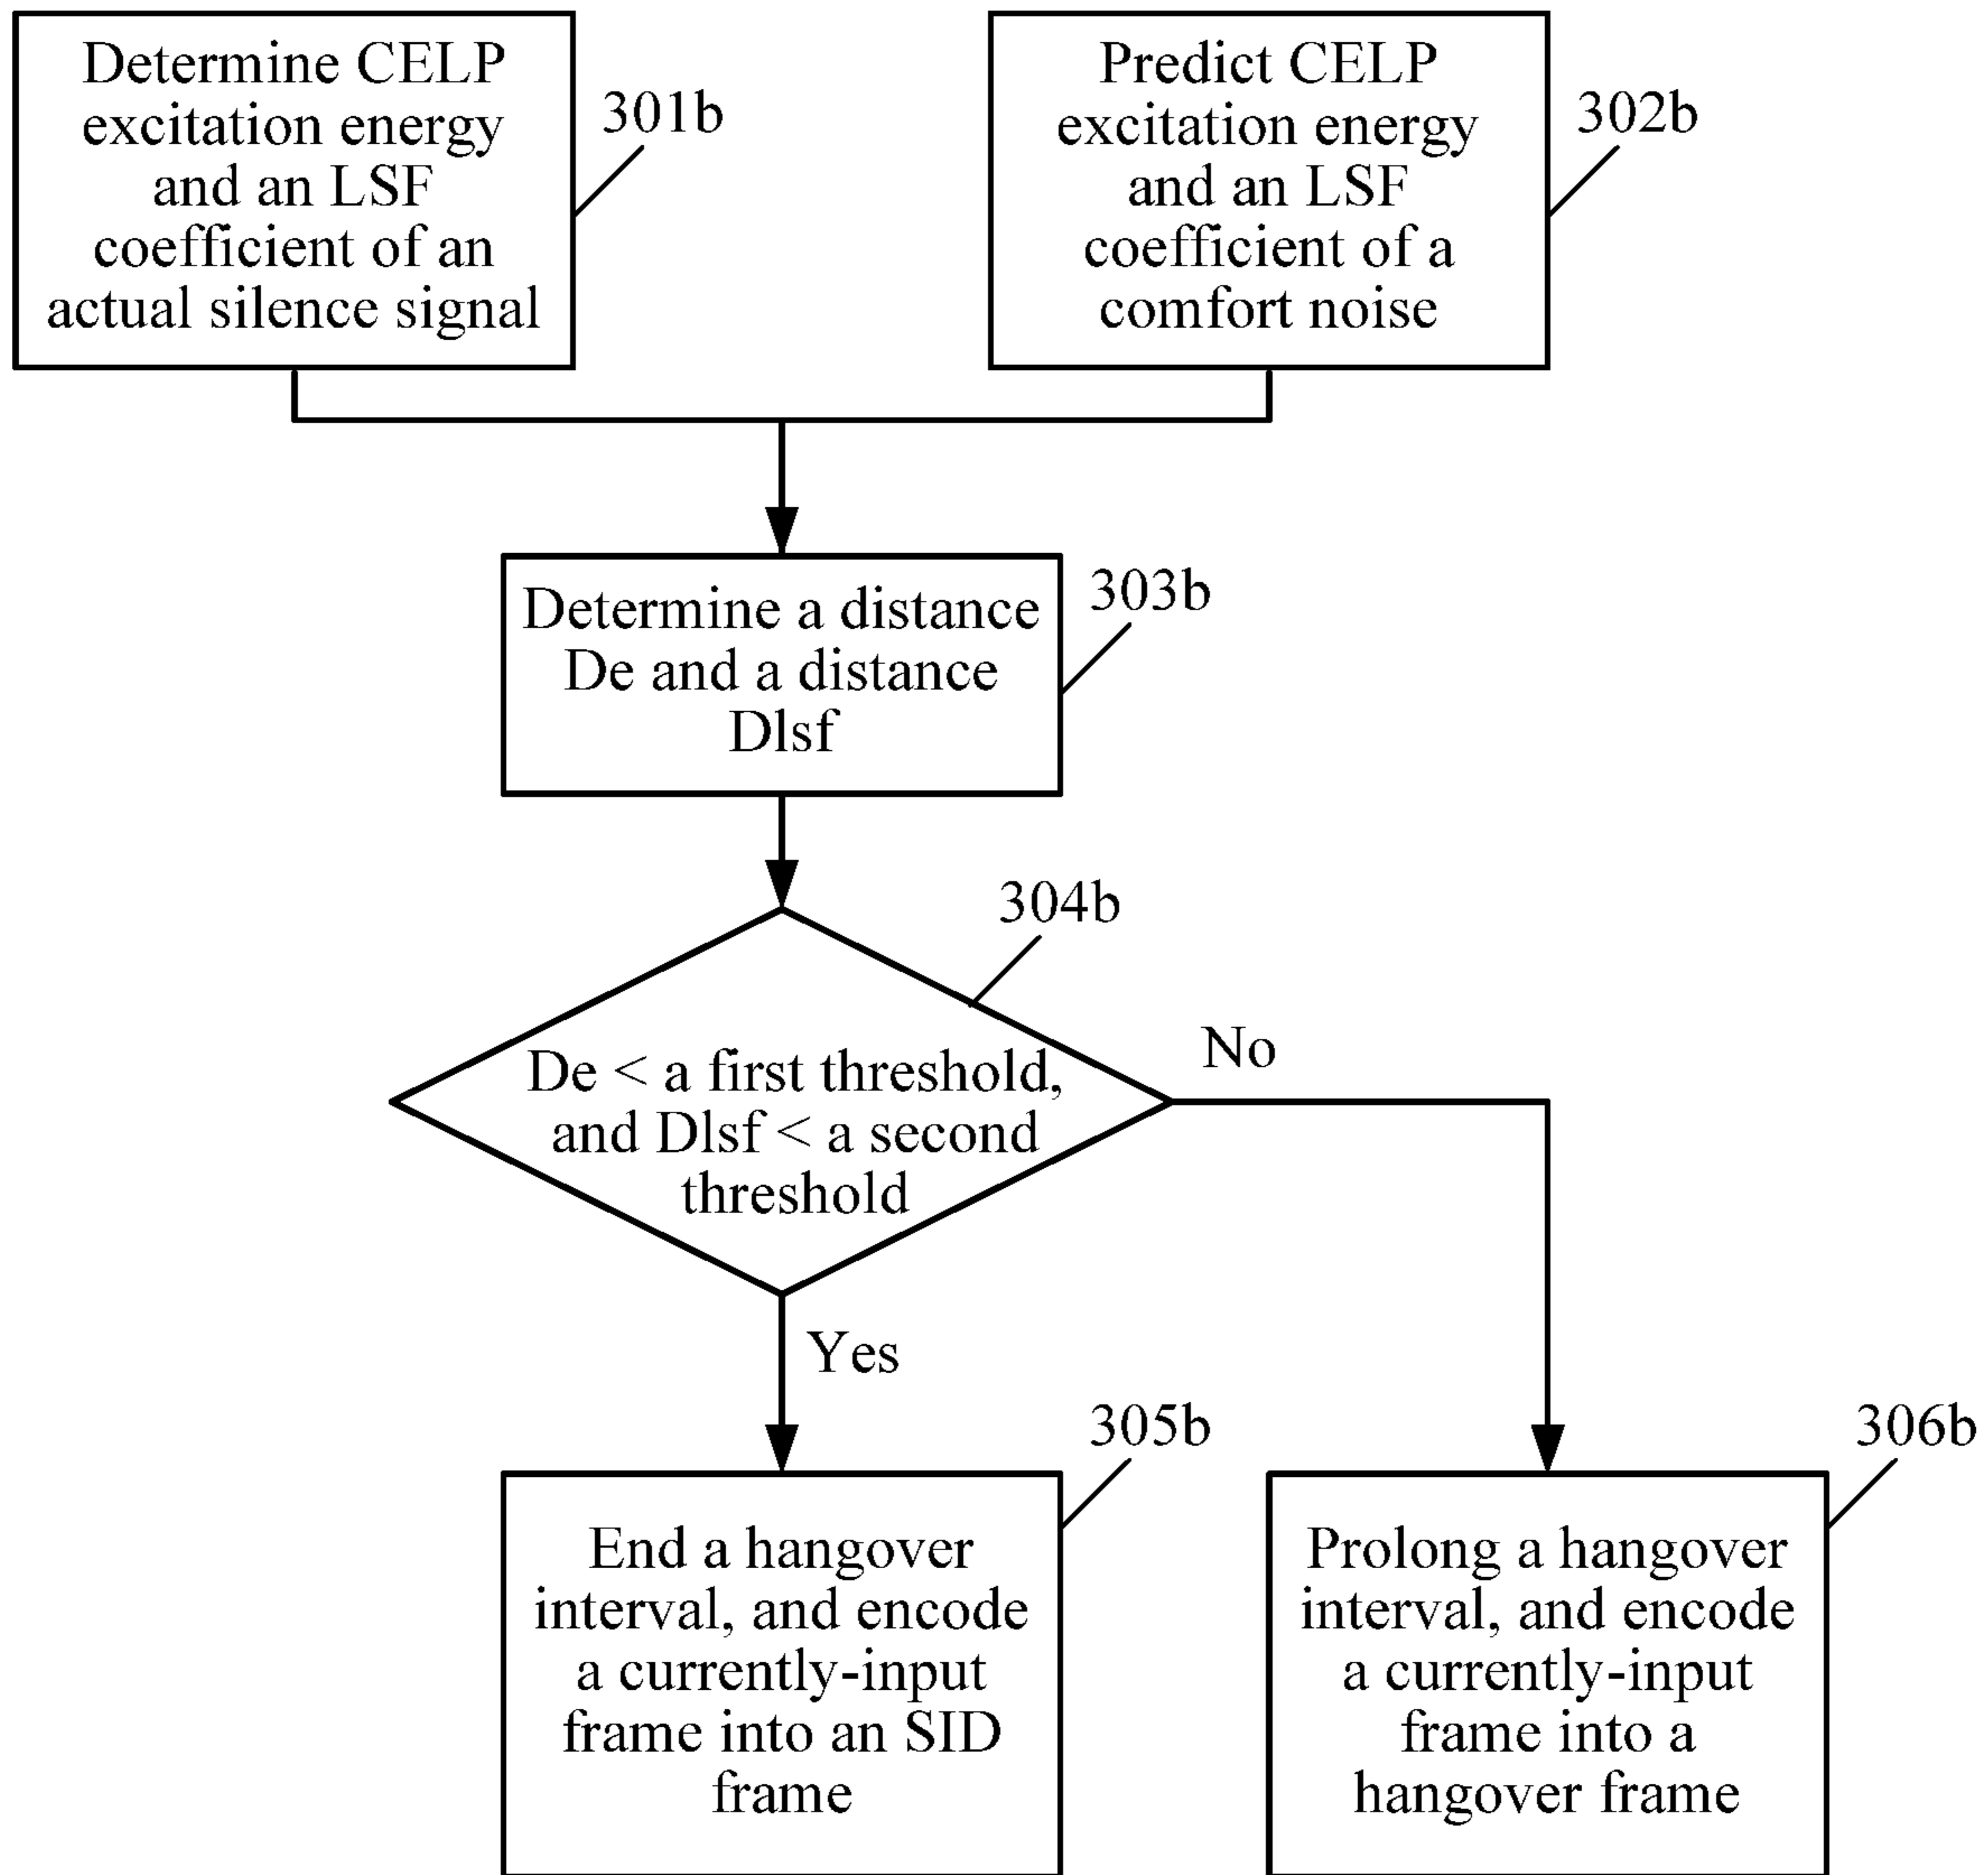 Determine CELP
excitation energy
and an LSF
coefficient of an
actual silence signal
301b
Predict CELP
excitation energy
and an LSF
coefficient of a
comfort noise
302b
Determine a distance
De and a distance
Dlsf
303b
304b
De < a first threshold,
and Dlsf < a second
threshold
No
Yes
305b
End a hangover
interval, and encode
a currently-input
frame into an SID
frame
306b
Prolong a hangover
interval, and encode
a currently-input
frame into a
hangover frame